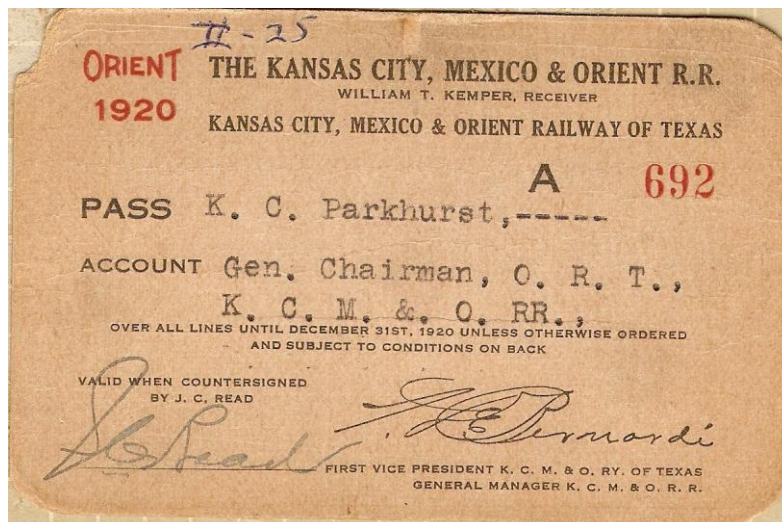 II-25
ORIENT
1920
THE KANSAS CITY, MEXICO & ORIENT R.R.
WILLIAM T. KEMPER, RECEIVER
KANSAS CITY, MEXICO & ORIENT RAILWAY OF TEXAS
A 692
PASS K. C. Parkhurst,-----
ACCOUNT Gen. Chairman, O. R. T.,
K. C. M. &. O. RR.,
OVER ALL LINES UNTIL DECEMBER 31ST, 1920 UNLESS OTHERWISE ORDERED
AND SUBJECT TO CONDITIONS ON BACK
VALID WHEN COUNTERSIGNED
BY J. C. READ
J C Read
Bernardi
FIRST VICE PRESIDENT K. C. M. & O. RY. OF TEXAS
GENERAL MANAGER K. C. M. & O. R. R.